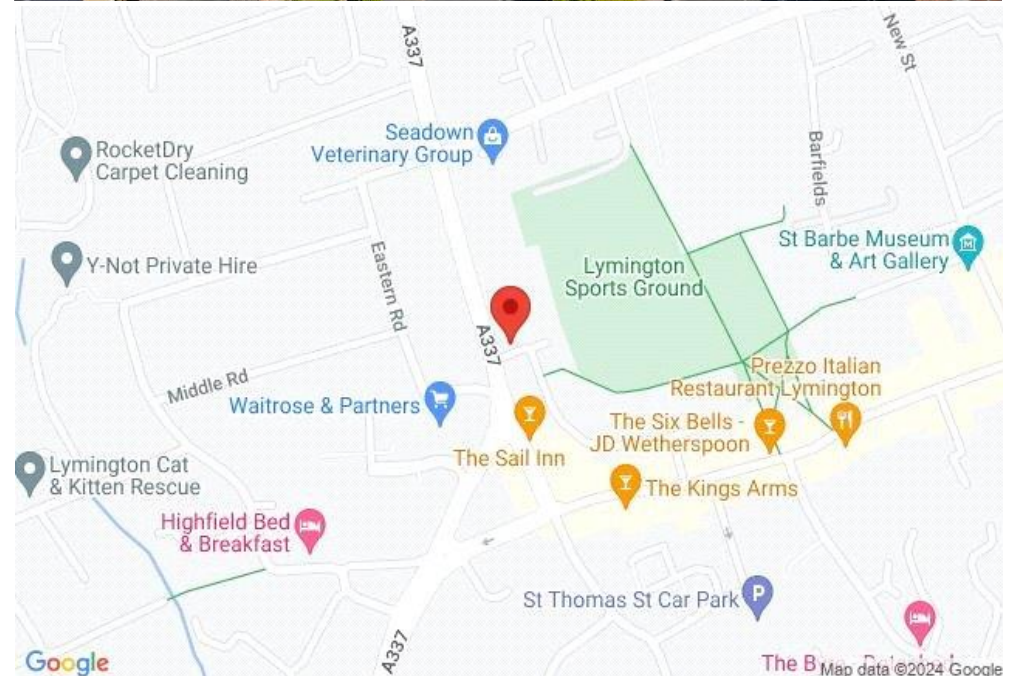 A337
New St
Seadown
Veterinary Group
RocketDry
Carpet Cleaning
Barfields
St Barbe Museum
& Art Gallery
Y-Not Private Hire
Eastern Rd
Lymington
Sports Ground
A337
Prezzo Italian
Restaurant Lymington
Middle Rd
Waitrose & Partners
The Six Bells -
JD Wetherspoon
The Sail Inn
Lymington Cat
& Kitten Rescue
The Kings Arms
Highfield Bed
& Breakfast
St Thomas St Car Park
P
A337
Google
The
Map data ©2024 Google